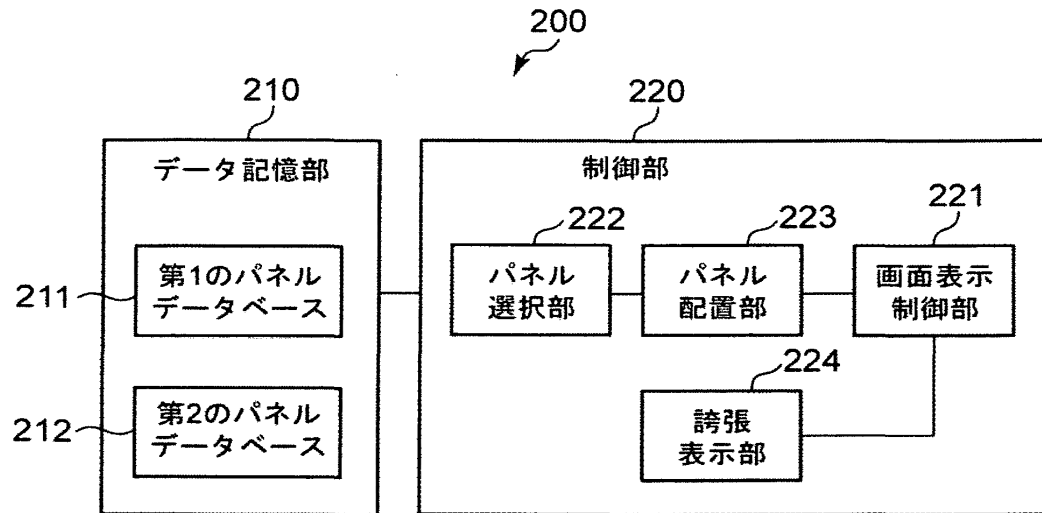 200
210
220
データ記憶部
制御部
222
223
221
211
第1のパネル
データベース
パネル
選択部
パネル
配置部
画面表示
制御部
224
212
第2のパネル
データベース
誇張
表示部